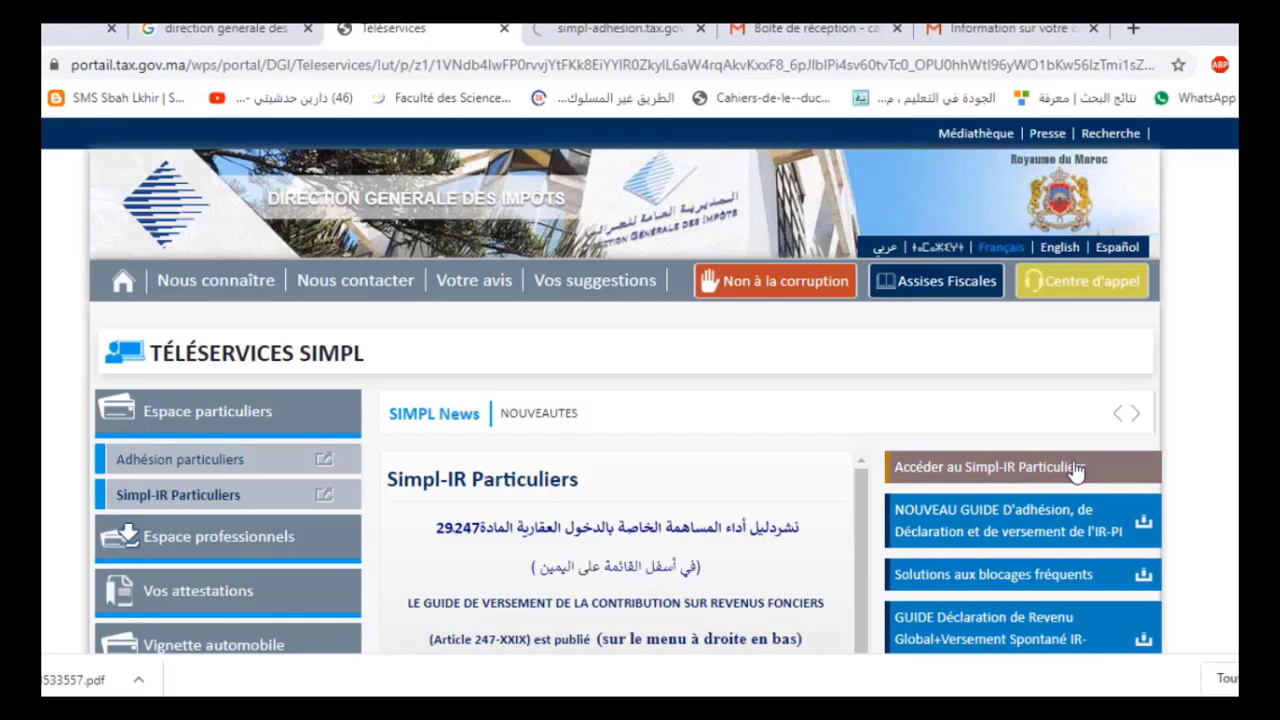 direction generale des
Téléservices
simpl-adhesion.tax.gov
Boîte de réception - ca
Information sur votre c
portail.tax.gov.ma/wps/portal/DGI/Teleservices/
SMS Sbah Lkhir | S...
(46) دارين حدشيتي -...
Faculté des Science...
الطريق غير المسلوك...
Cahiers-de-le--duc...
الجودة في التعليم ، م...
نتائج البحث | معرفة
WhatsApp
Médiathèque | Presse | Recherche |
Royaume du Maroc
DIRECTION GÉNÉRALE DES IMPÔTS
المديرية العامة للضرائب
DIRECTION GÉNÉRALE DES IMPÔTS
عربي | ⵜⴰⵎⴰⵣⵉⵖⵜ | Français | English | Español
Nous connaître | Nous contacter | Votre avis | Vos suggestions |
Non à la corruption
Assises Fiscales
Centre d'appel
TÉLÉSERVICES SIMPL
Espace particuliers
Adhésion particuliers
Simpl-IR Particuliers
Espace professionnels
Vos attestations
Vignette automobile
SIMPL News | NOUVEAUTES
Simpl-IR Particuliers
نشردليل أداء المساهمة الخاصة بالدخول العقارية المادة29.247
(في أسفل القائمة على اليمين )
LE GUIDE DE VERSEMENT DE LA CONTRIBUTION SUR REVENUS FONCIERS
(Article 247-XXIX) est publié (sur le menu à droite en bas)
Accéder au Simpl-IR Particuliers
NOUVEAU GUIDE D'adhésion, de
Déclaration et de versement de l'IR-PI
Solutions aux blocages fréquents
GUIDE Déclaration de Revenu
Global+Versement Spontané IR-
3533557.pdf
Tou